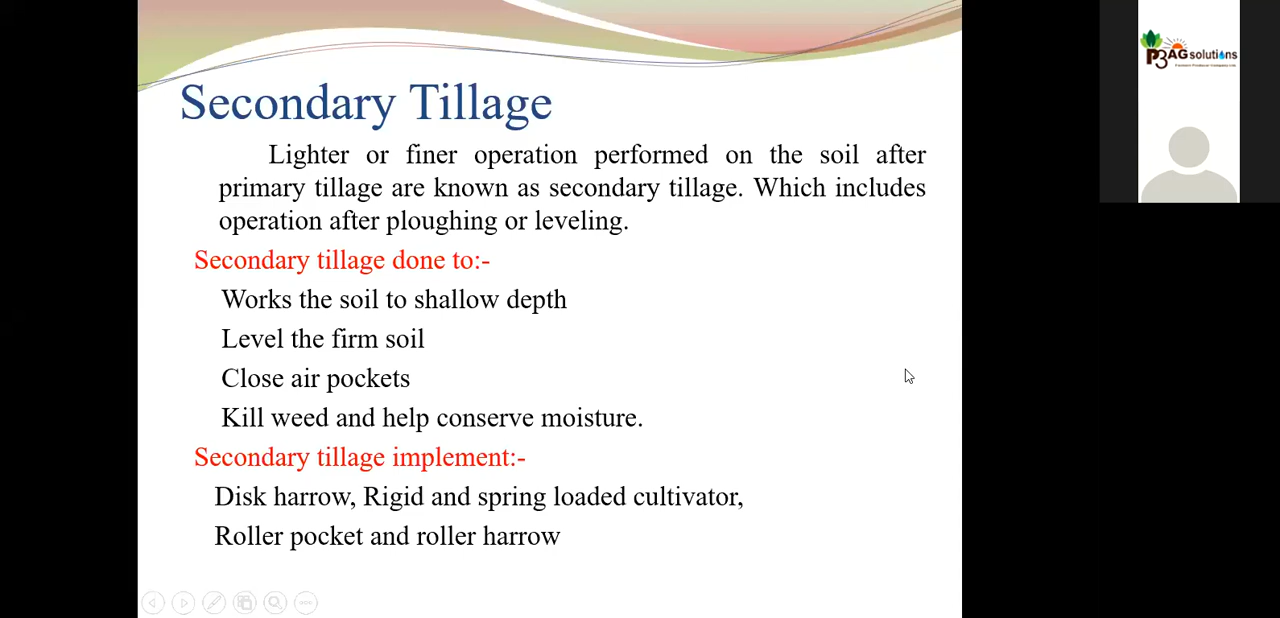 Secondary Tillage
Lighter or finer operation performed on the soil after
primary tillage are known as secondary tillage. Which includes
operation after ploughing or leveling.
Secondary tillage done to:-
Works the soil to shallow depth
Level the firm soil
Close air pockets
Kill weed and help conserve moisture.
Secondary tillage implement:-
Disk harrow, Rigid and spring loaded cultivator,
Roller pocket and roller harrow
P3AGsolutions